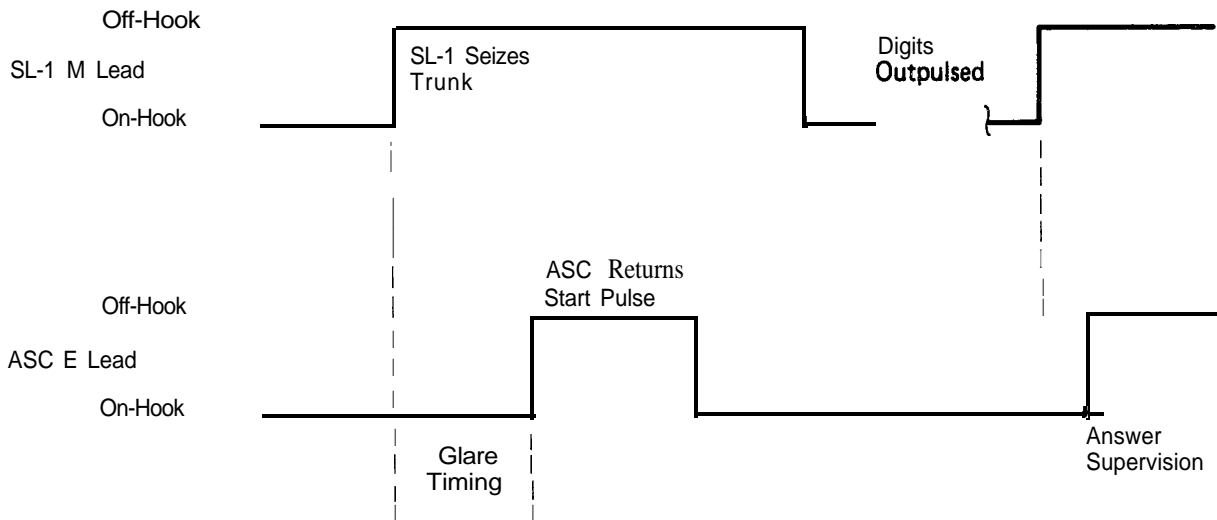 Off-Hook
SL-1 M Lead
On-Hook
SL-1 Seizes
Trunk
Digits
Outpulsed
ASC Returns
Start Pulse
Off-Hook
ASC E Lead
On-Hook
Glare
Timing
Answer
Supervision